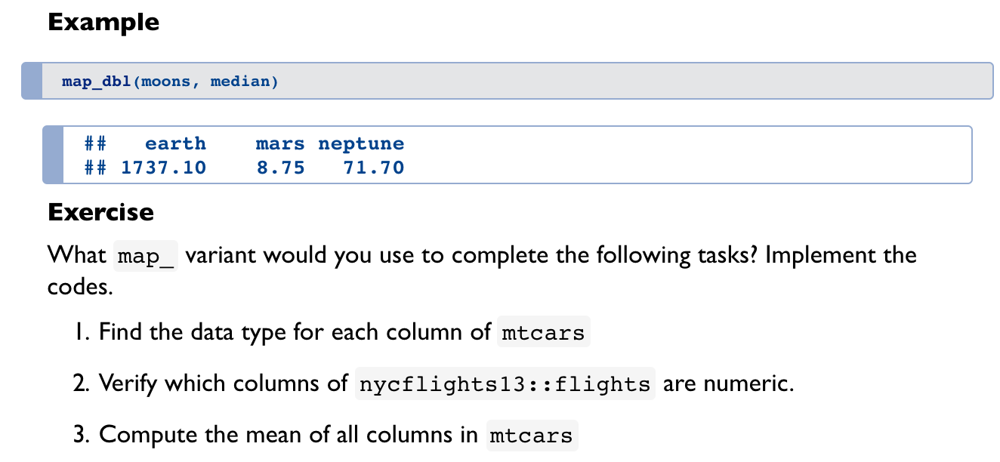 Example
map_dbl(moons, median)
##   earth    mars neptune
## 1737.10    8.75   71.70
Exercise
What map_ variant would you use to complete the following tasks? Implement the
codes.
1. Find the data type for each column of mtcars
2. Verify which columns of nycflights13::flights are numeric.
3. Compute the mean of all columns in mtcars